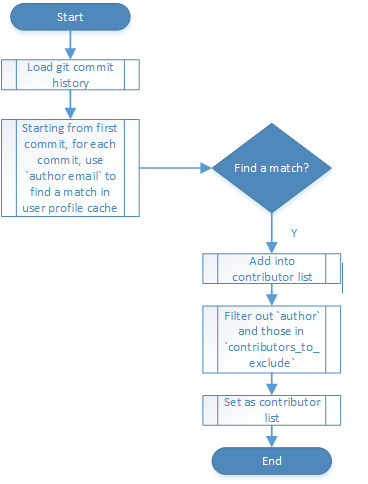 Start
Load git commit
history
Starting from first
commit, for each
commit, use
`author email` to
find a match in
user profile cache
Find a match?
Y
Add into
contributor list
Filter out `author`
and those in
`contributors_to_
exclude`
Set as contributor
list
End